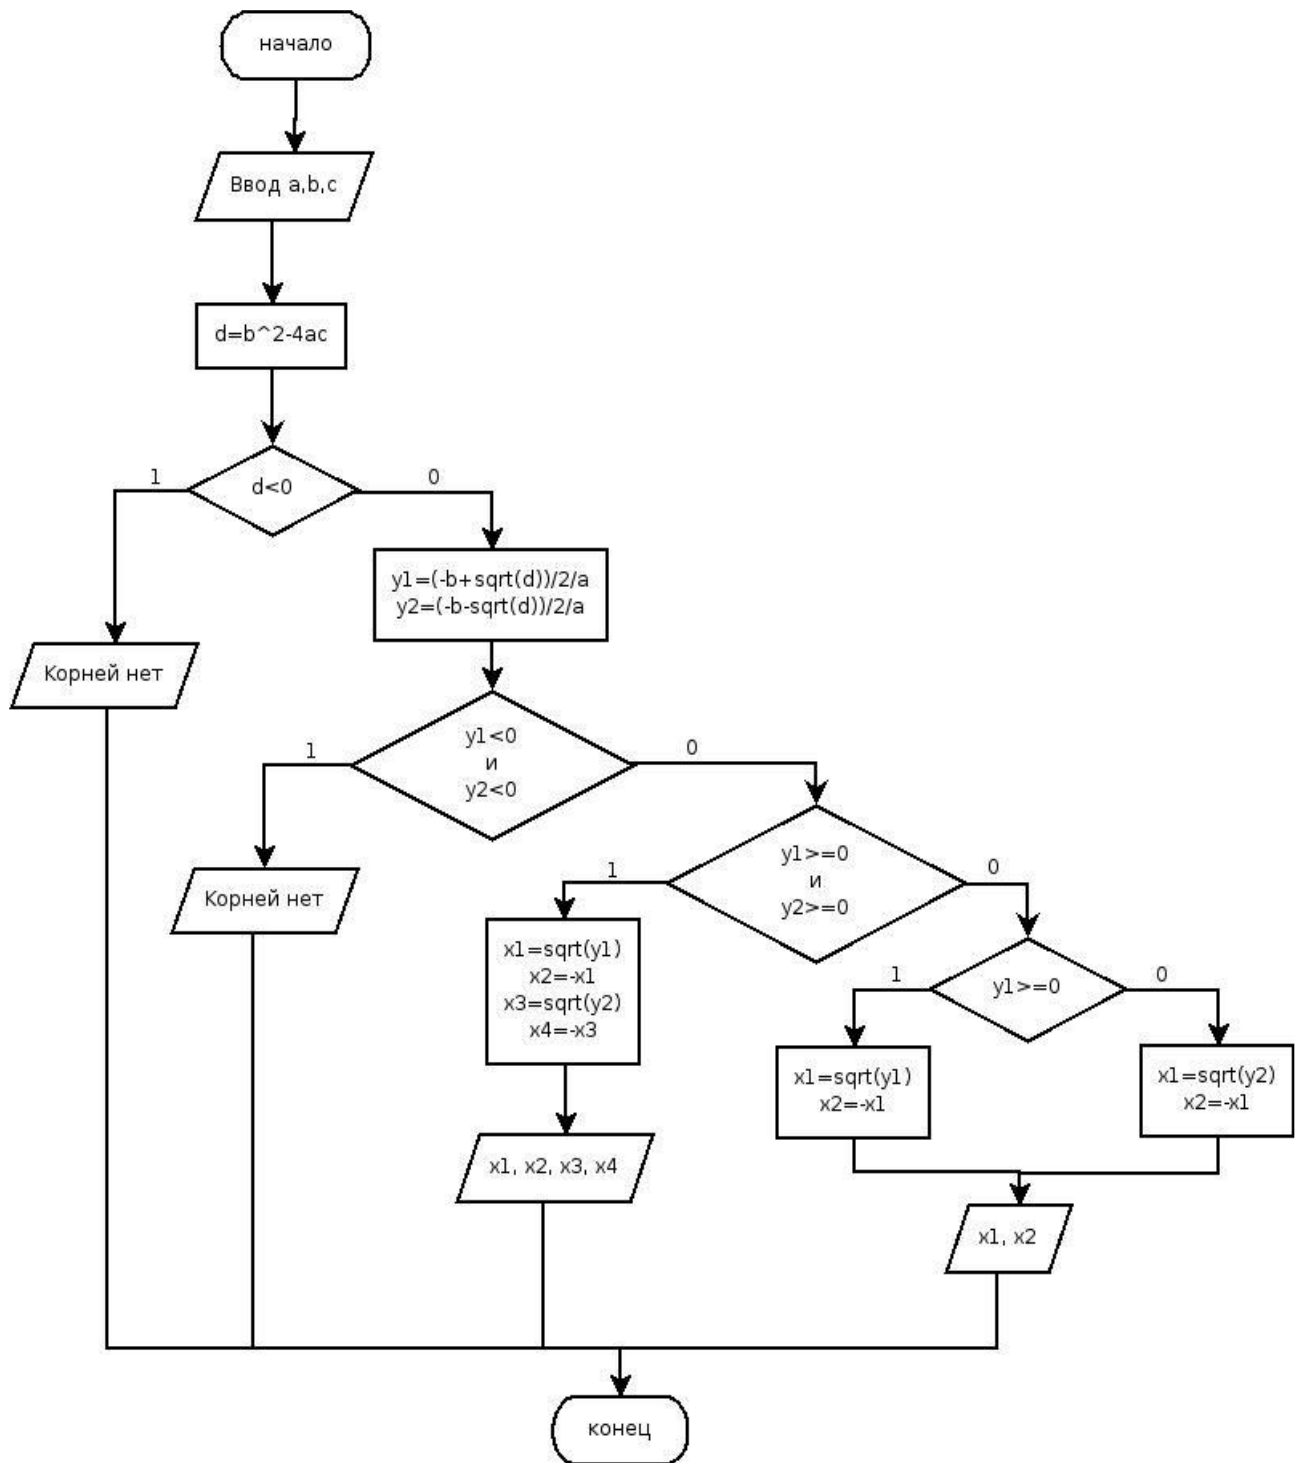 начало
Ввод a,b,c
d=b^2-4ac
d<0
1
0
y1=(-b+sqrt(d))/2/a
y2=(-b-sqrt(d))/2/a
Корней нет
y1<0
и
y2<0
1
0
Корней нет
y1>=0
и
y2>=0
1
0
x1=sqrt(y1)
x2=-x1
x3=sqrt(y2)
x4=-x3
y1>=0
1
0
x1=sqrt(y1)
x2=-x1
x1=sqrt(y2)
x2=-x1
x1, x2, x3, x4
x1, x2
конец